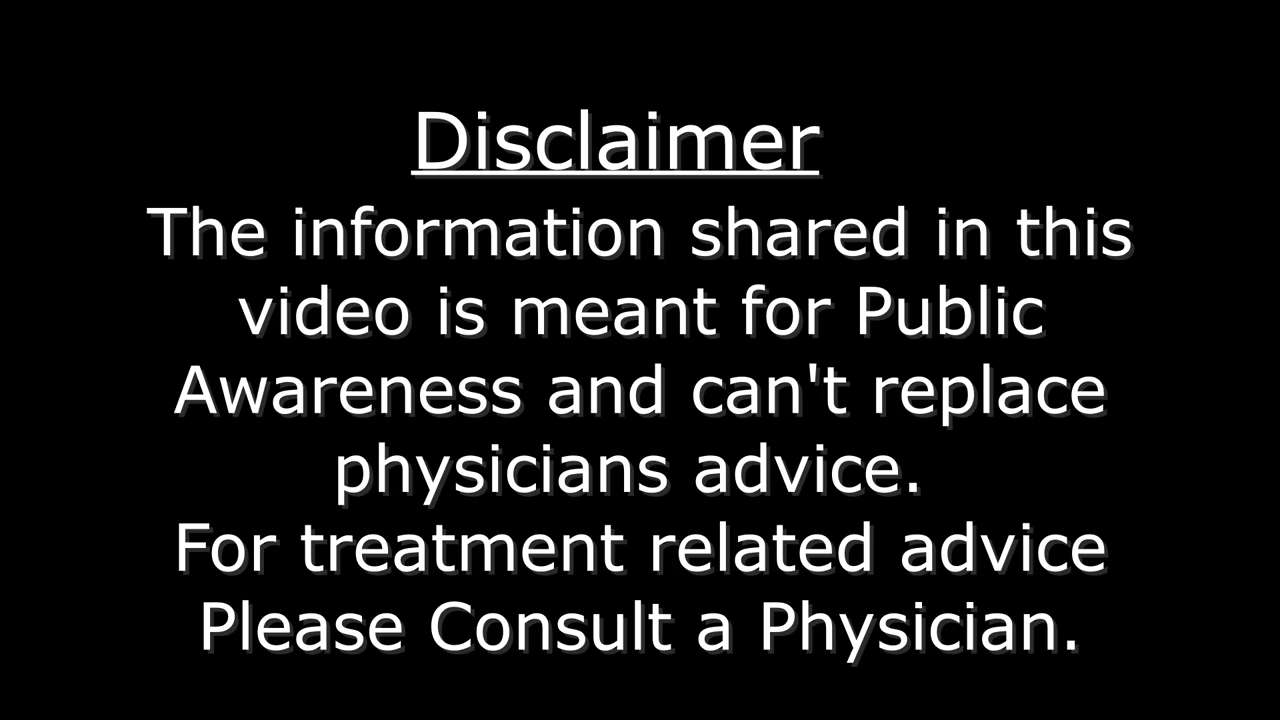 Disclaimer
The information shared in this
video is meant for Public
Awareness and can't replace
physicians advice.
For treatment related advice
Please Consult a Physician.